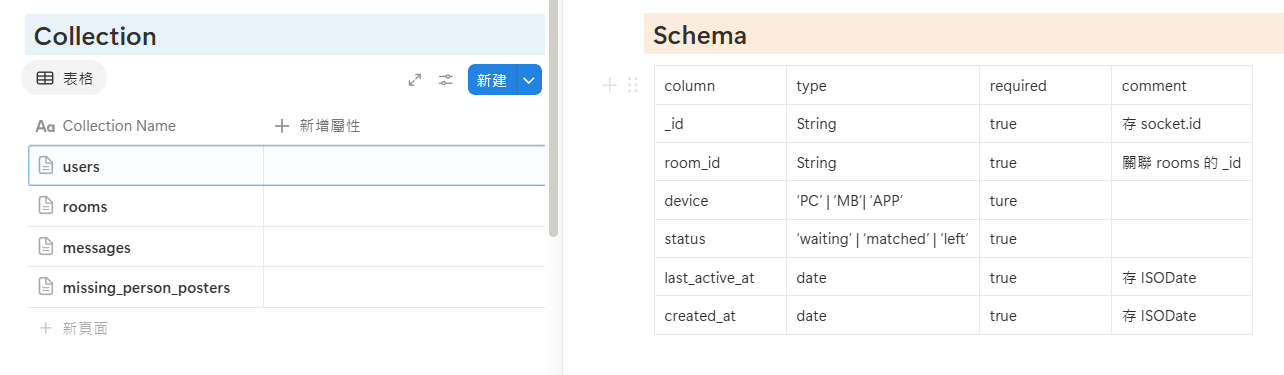 Collection
表格
新建
Aa Collection Name
新增屬性
users
rooms
messages
missing_person_posters
新頁面
Schema
column type required comment
_id String true 存 socket.id
room_id String true 關聯 rooms 的 _id
device 'PC' | 'MB'| 'APP' ture
status 'waiting' | 'matched' | 'left' true
last_active_at date true 存 ISODate
created_at date true 存 ISODate